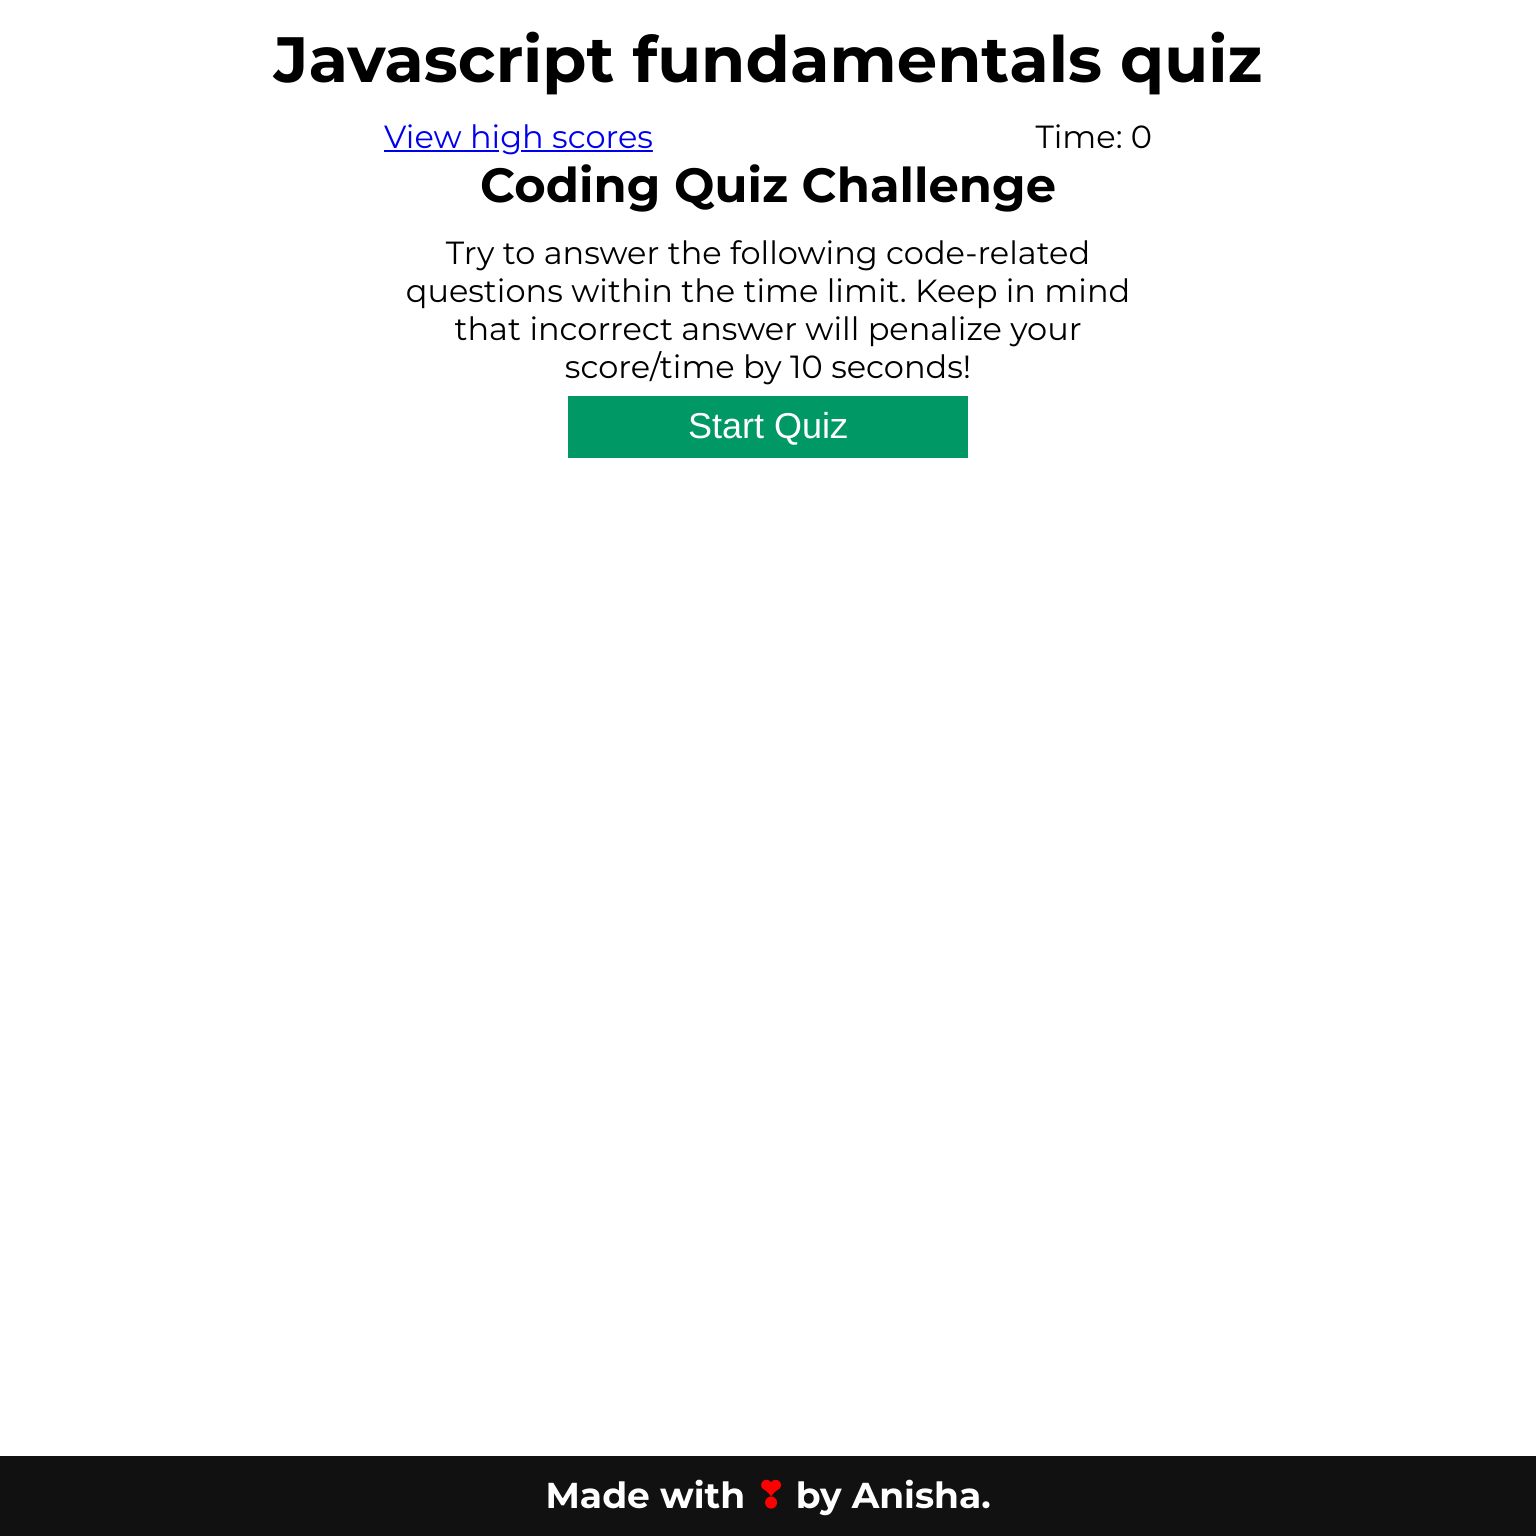 Javascript fundamentals quiz
View high scores Time: 0
Coding Quiz Challenge
Try to answer the following code-related
questions within the time limit. Keep in mind
that incorrect answer will penalize your
score/time by 10 seconds!
Start Quiz
Made with ❣ by Anisha.